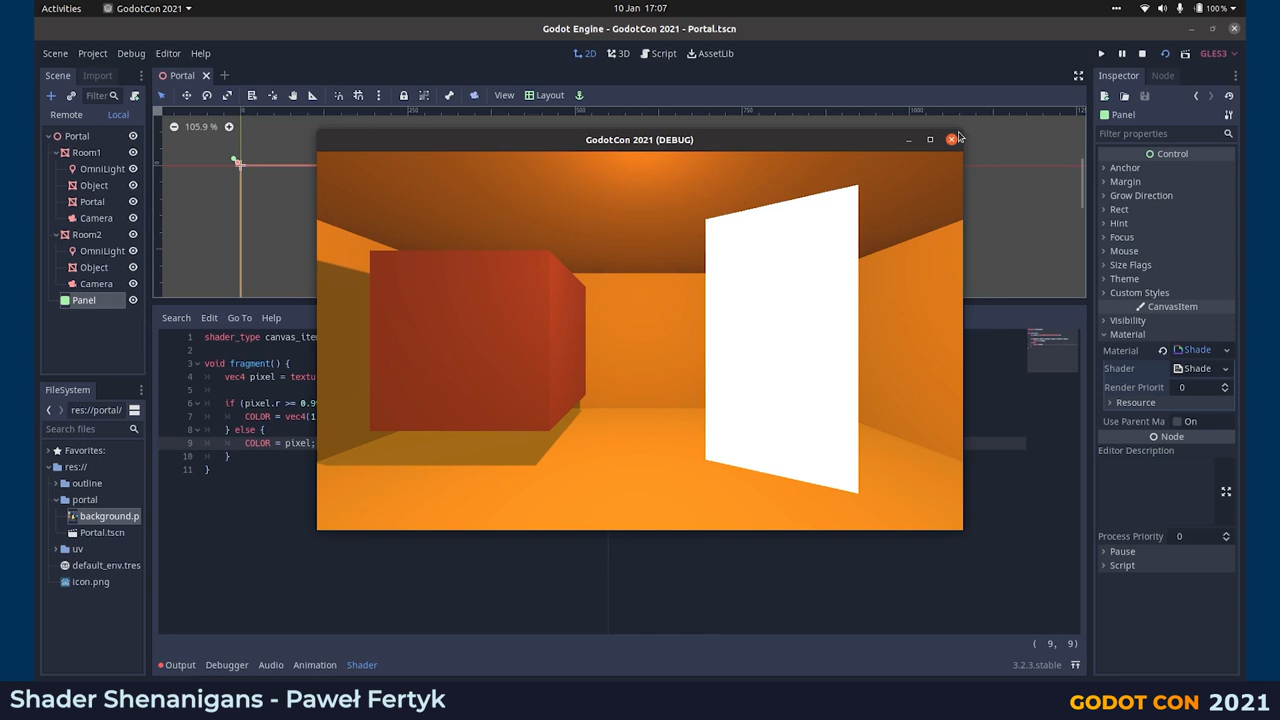 Activities GodotCon 2021 10 Jan 17:07 100 %
Godot Engine - GodotCon 2021 - Portal.tscn
Scene Project Debug Editor Help 2D 3D Script AssetLib GLES3
Scene Import Portal Inspector Node
Filter View Layout
Remote Local 0 250 500 750 1000 125
105.9 % Panel
Portal GodotCon 2021 (DEBUG) Filter properties
Room1 Control
OmniLight Anchor
Object Margin
Portal Grow Direction
Camera Rect
Room2 Hint
OmniLight Focus
Object Mouse
Camera Size Flags
Panel Theme
Custom Styles
CanvasItem
Search Edit Go To Help Visibility
1 shader_type canvas_ite Material
2 Material Shade
3 void fragment() { Shader Shade
4 vec4 pixel = textu Render Priorit 0
FileSystem 5
res://portal/ 6 if (pixel.r >= 0.9 Resource
Search files 7 COLOR = vec4(1 Use Parent Ma On
8 } else { Node
Favorites: 9 COLOR = pixel; Editor Description
res:// 10 }
outline 11 }
portal
background.p
Portal.tscn Process Priority 0
uv Pause
default_env.tres Script
icon.png
( 9, 9)
Output Debugger Audio Animation Shader 3.2.3.stable
Shader Shenanigans - Paweł Fertyk GODOT CON 2021